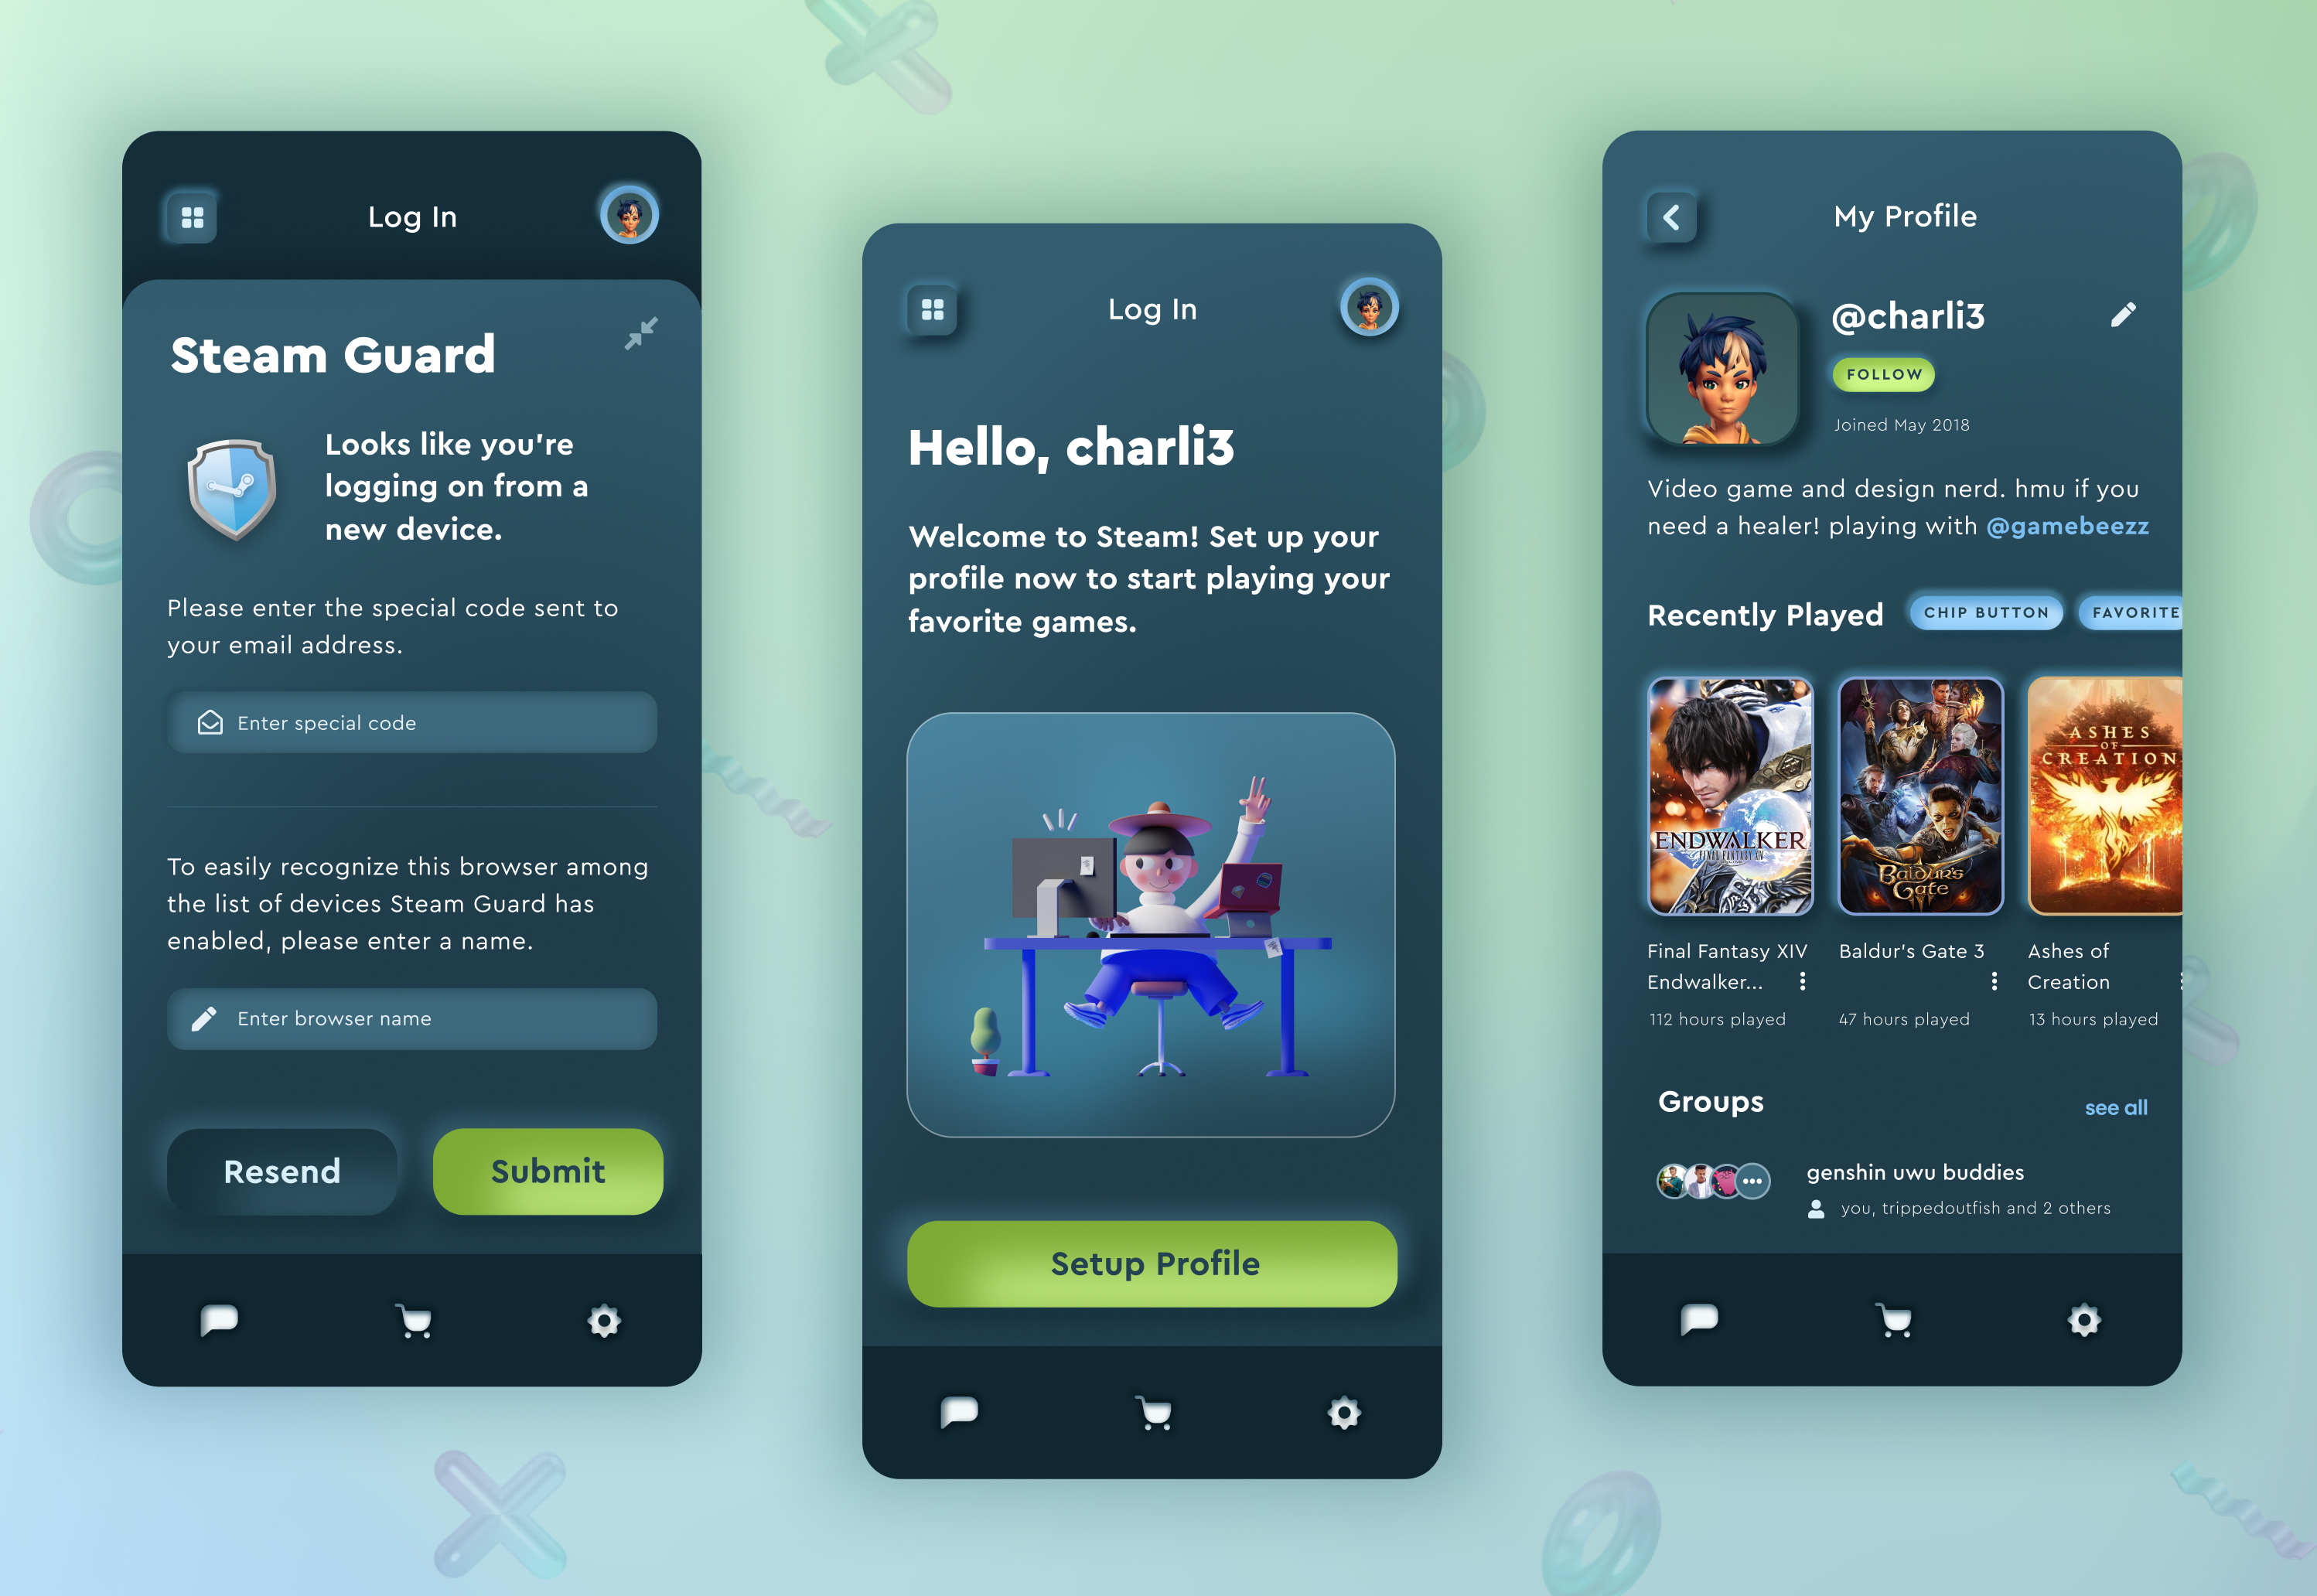 Log In
Steam Guard
Looks like you're
logging on from a
new device.
Please enter the special code sent to
your email address.
Enter special code
To easily recognize this browser among
the list of devices Steam Guard has
enabled, please enter a name.
Enter browser name
Resend
Submit
Log In
Hello, charli3
Welcome to Steam! Set up your
profile now to start playing your
favorite games.
Setup Profile
My Profile
@charli3
FOLLOW
Joined May 2018
Video game and design nerd. hmu if you
need a healer! playing with @gamebeezz
Recently Played
CHIP BUTTON
FAVORITE
ENDWALKER
FINAL FANTASY XIV
BALDUR'S
GATE
ASHES
OF
CREATION
Final Fantasy XIV
Endwalker...
112 hours played
Baldur's Gate 3
47 hours played
Ashes of
Creation
13 hours played
Groups
see all
genshin uwu buddies
you, trippedoutfish and 2 others